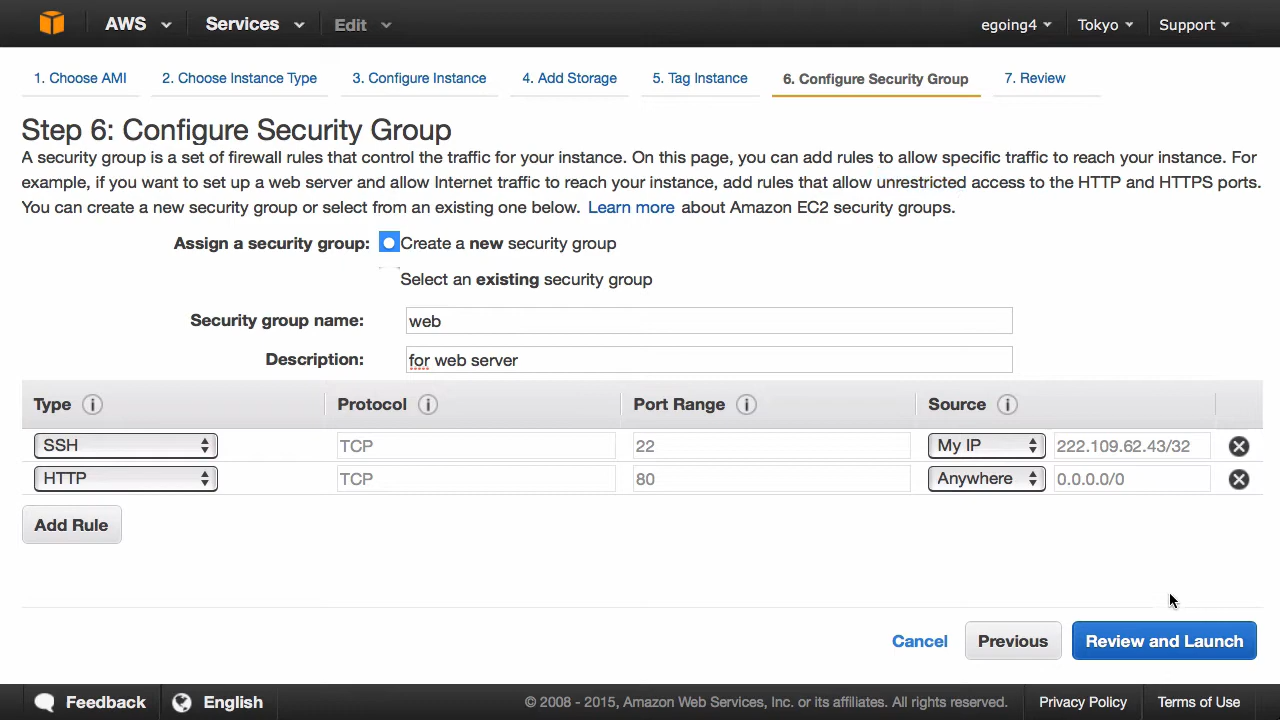 AWS Services Edit egoing4 Tokyo Support
1. Choose AMI 2. Choose Instance Type 3. Configure Instance 4. Add Storage 5. Tag Instance 6. Configure Security Group 7. Review
Step 6: Configure Security Group
A security group is a set of firewall rules that control the traffic for your instance. On this page, you can add rules to allow specific traffic to reach your instance. For
example, if you want to set up a web server and allow Internet traffic to reach your instance, add rules that allow unrestricted access to the HTTP and HTTPS ports.
You can create a new security group or select from an existing one below. Learn more about Amazon EC2 security groups.
Assign a security group: Create a new security group
Select an existing security group
Security group name: web
Description: for web server
Type i Protocol i Port Range i Source i
SSH TCP 22 My IP 222.109.62.43/32
HTTP TCP 80 Anywhere 0.0.0.0/0
Add Rule
Cancel Previous Review and Launch
Feedback English © 2008 - 2015, Amazon Web Services, Inc. or its affiliates. All rights reserved. Privacy Policy Terms of Use